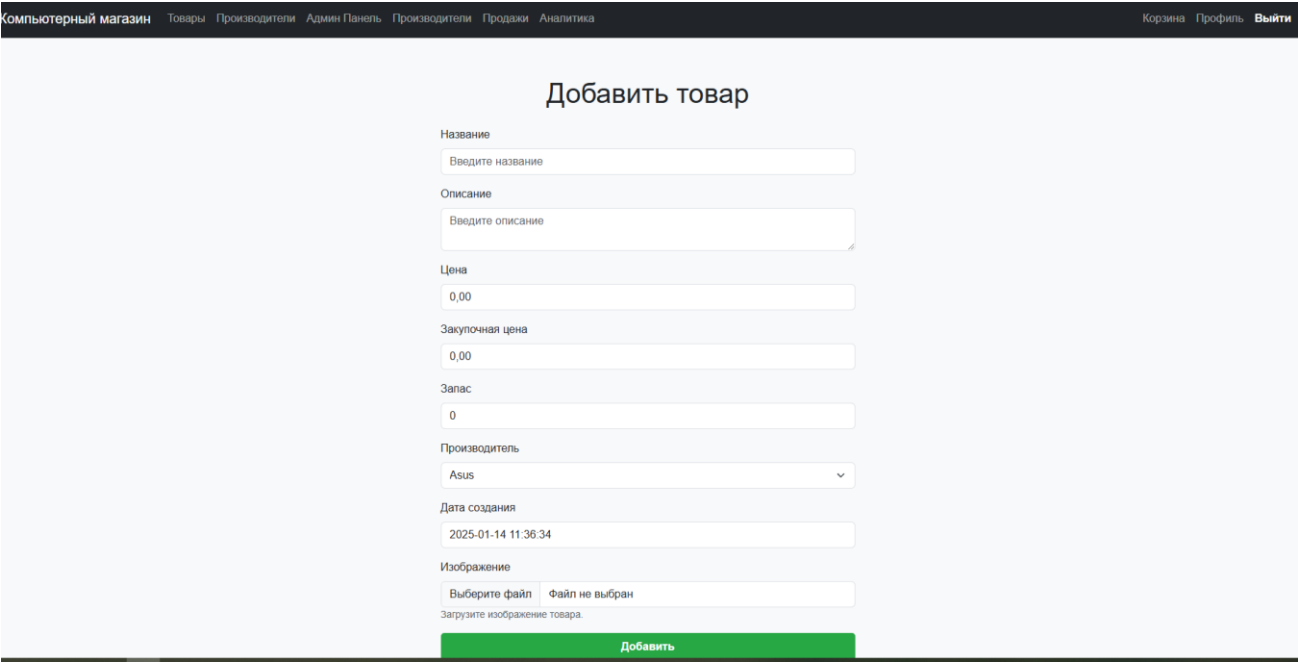 Компьютерный магазин Товары Производители Админ Панель Производители Продажи Аналитика Корзина Профиль Выйти
Добавить товар
Название
Введите название
Описание
Введите описание
Цена
0,00
Закупочная цена
0,00
Запас
0
Производитель
Asus
Дата создания
2025-01-14 11:36:34
Изображение
Выберите файл Файл не выбран
Загрузите изображение товара.
Добавить